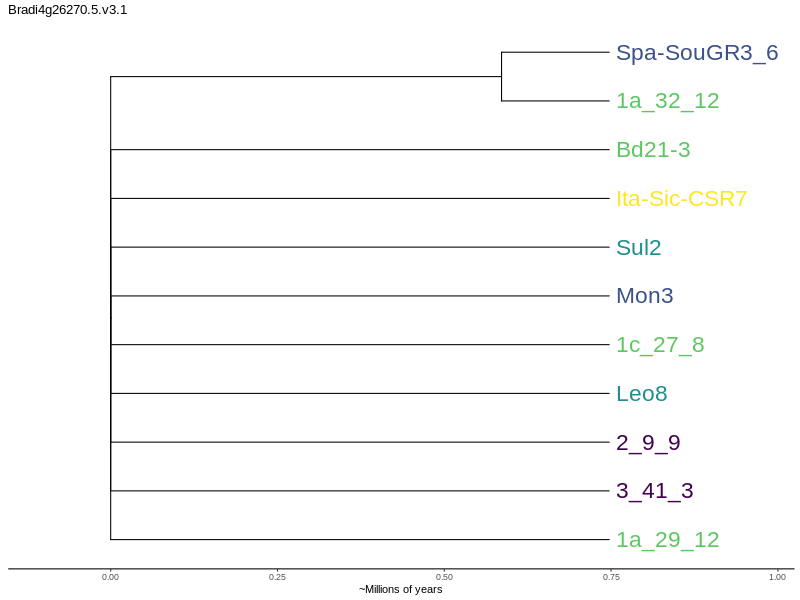 Bradi4g26270.5.v3.1
Spa-SouGR3_6
1a_32_12
Bd21-3
Ita-Sic-CSR7
Sul2
Mon3
1c_27_8
Leo8
2_9_9
3_41_3
1a_29_12
0.00 0.25 0.50 0.75 1.00
~Millions of years